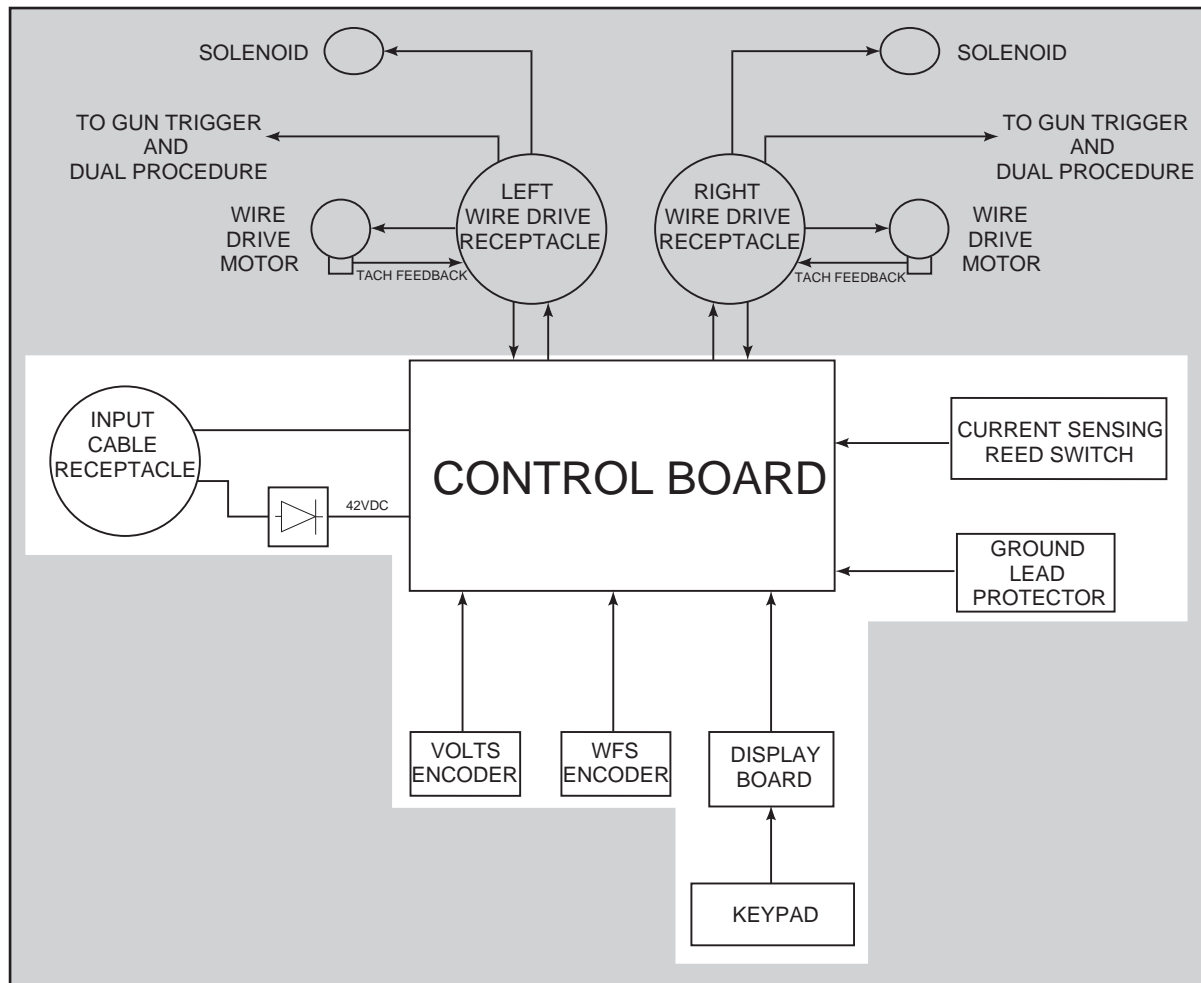 SOLENOID
SOLENOID
TO GUN TRIGGER
AND
DUAL PROCEDURE
TO GUN TRIGGER
AND
DUAL PROCEDURE
LEFT
WIRE DRIVE
RECEPTACLE
RIGHT
WIRE DRIVE
RECEPTACLE
WIRE
DRIVE
MOTOR
WIRE
DRIVE
MOTOR
TACH FEEDBACK
TACH FEEDBACK
INPUT
CABLE
RECEPTACLE
42VDC
CONTROL BOARD
CURRENT SENSING
REED SWITCH
GROUND
LEAD
PROTECTOR
VOLTS
ENCODER
WFS
ENCODER
DISPLAY
BOARD
KEYPAD